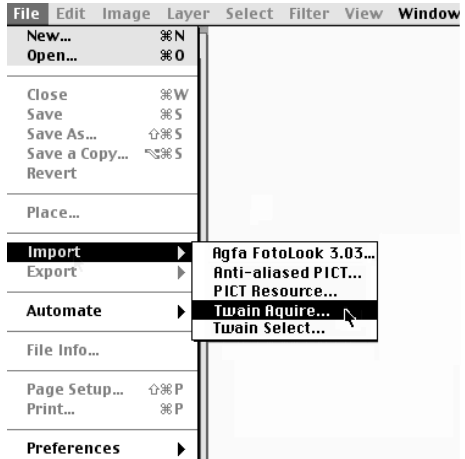 File Edit Image Layer Select Filter View Window
New... ⌘N
Open... ⌘O
Close ⌘W
Save ⌘S
Save As... ⇧⌘S
Save a Copy... ⌥⌘S
Revert
Place...
Import
Agfa FotoLook 3.03...
Export
Anti-aliased PICT...
PICT Resource...
Automate
Twain Aquire...
Twain Select...
File Info...
Page Setup... ⇧⌘P
Print... ⌘P
Preferences